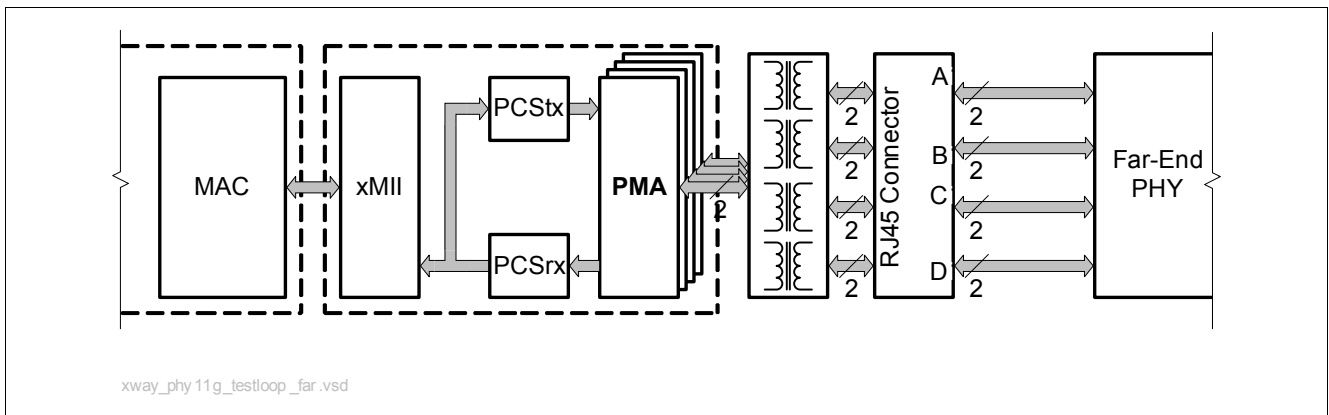 MAC
xMII
PCStx
PCSrx
PMA
2
2
2
2
2
RJ45 Connector
A
B
C
D
2
2
2
2
Far-End
PHY
xway_phy11g_testloop_far.vsd